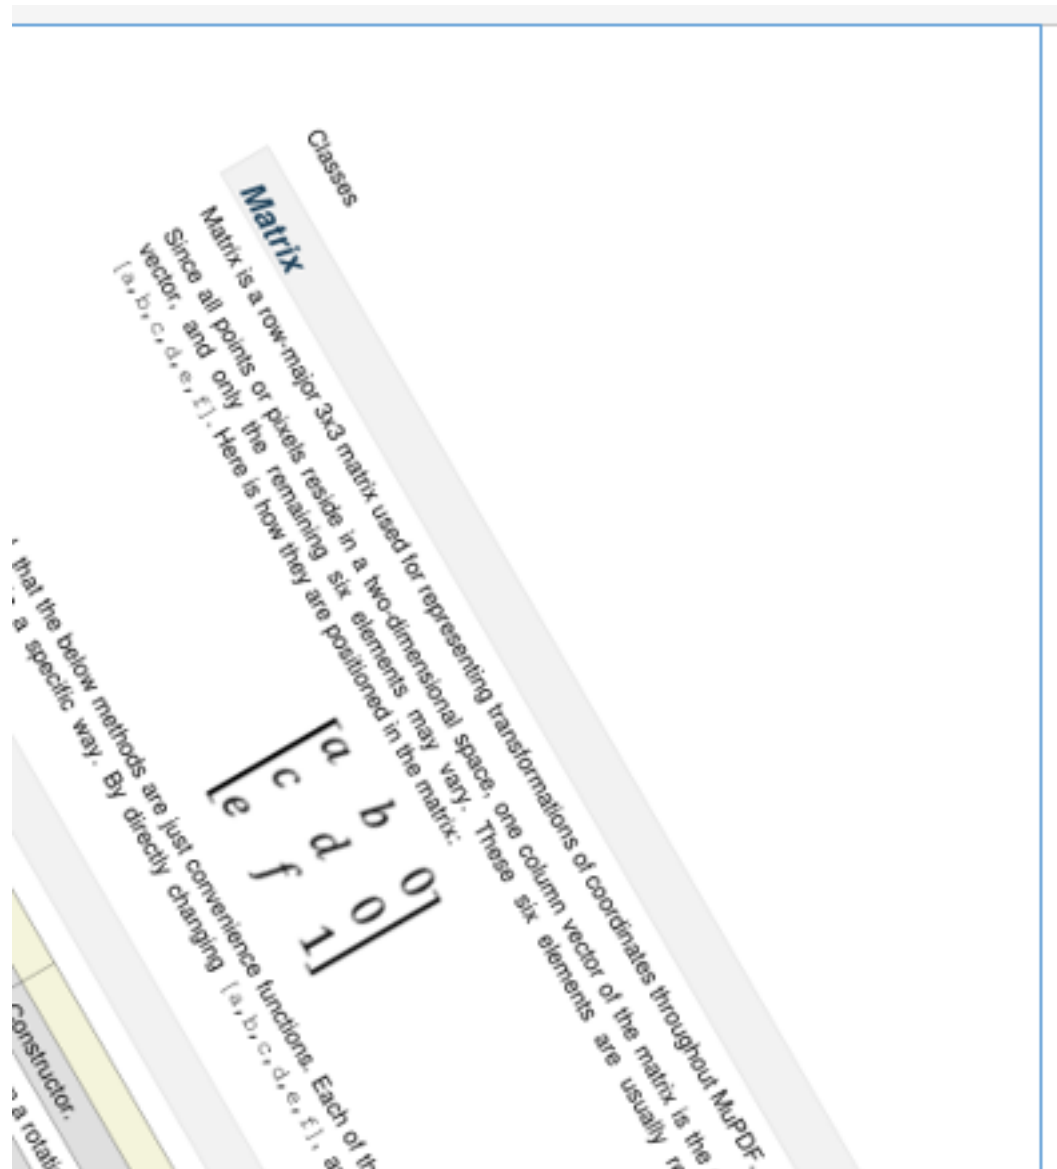 Classes
Matrix
Matrix is a row-major 3x3 matrix used for representing transformations of coordinates throughout MuPDF.
Since all points or pixels reside in a two-dimensional space, one column vector of the matrix is the
vector, and only the remaining six elements may vary. These six elements are usually
[a,b,c,d,e,f]. Here is how they are positioned in the matrix:
a b 0
c d 0
e f 1
that the below methods are just convenience functions. Each of
a specific way. By directly changing [a,b,c,d,e,f],
Constructor.
a